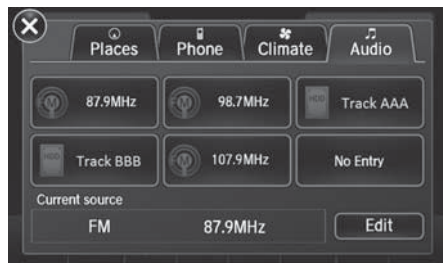 Places Phone Climate Audio
87.9MHz 98.7MHz HDD Track AAA
HDD Track BBB 107.9MHz No Entry
Current source
FM 87.9MHz Edit